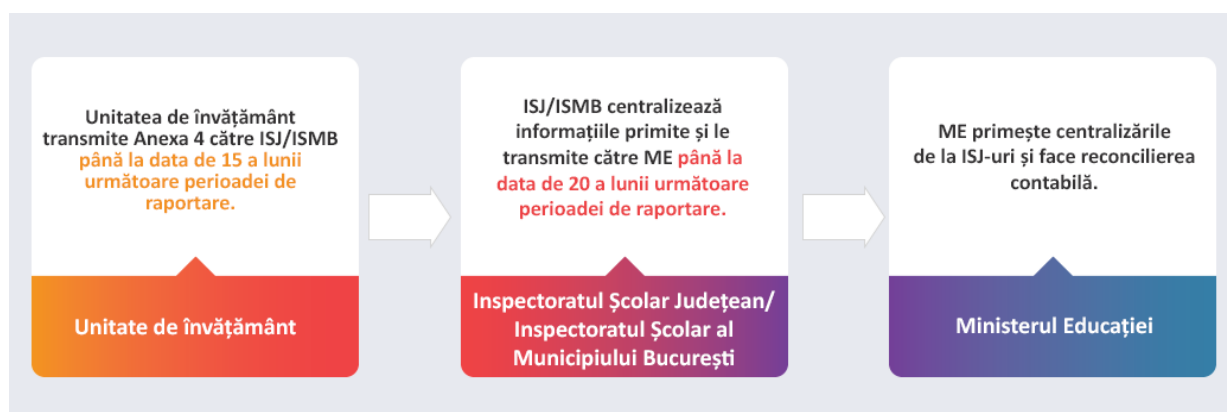 Unitatea de învățământ
transmite Anexa 4 către ISJ/ISMB
până la data de 15 a lunii
următoare perioadei de
raportare.
Unitate de învățământ
ISJ/ISMB centralizează
informațiile primite și le
transmite către ME până la
data de 20 a lunii următoare
perioadei de raportare.
Inspectoratul Școlar Județean/
Inspectoratul Școlar al
Municipiului București
ME primește centralizările
de la ISJ-uri și face reconcilierea
contabilă.
Ministerul Educației